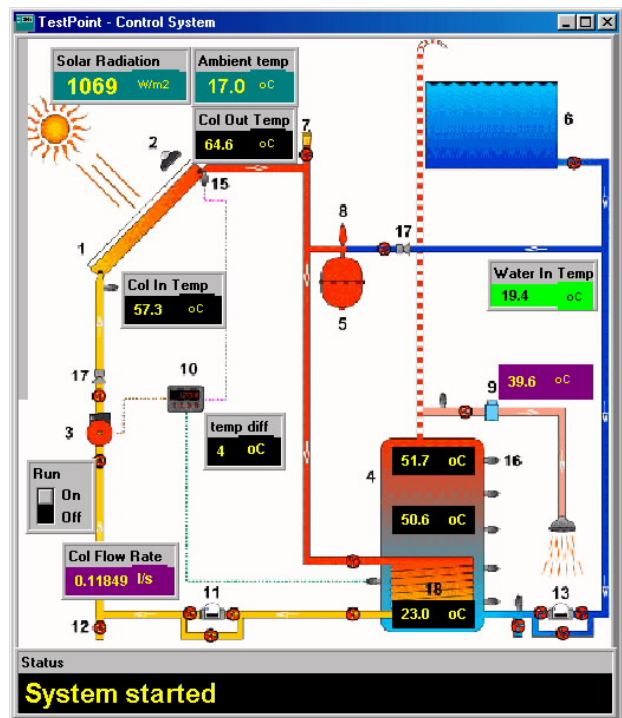 TestPoint - Control System
Solar Radiation
1069 W/m2
Ambient temp
17.0 oC
Col Out Temp
64.6 oC
7
6
2
15
8
17
1
Col In Temp
57.3 oC
Water In Temp
19.4 oC
5
17
10
9
39.6 oC
3
temp diff
4 oC
4
51.7 oC
16
Run
On
Off
50.6 oC
Col Flow Rate
0.11849 l/s
11
18
13
23.0 oC
12
Status
System started